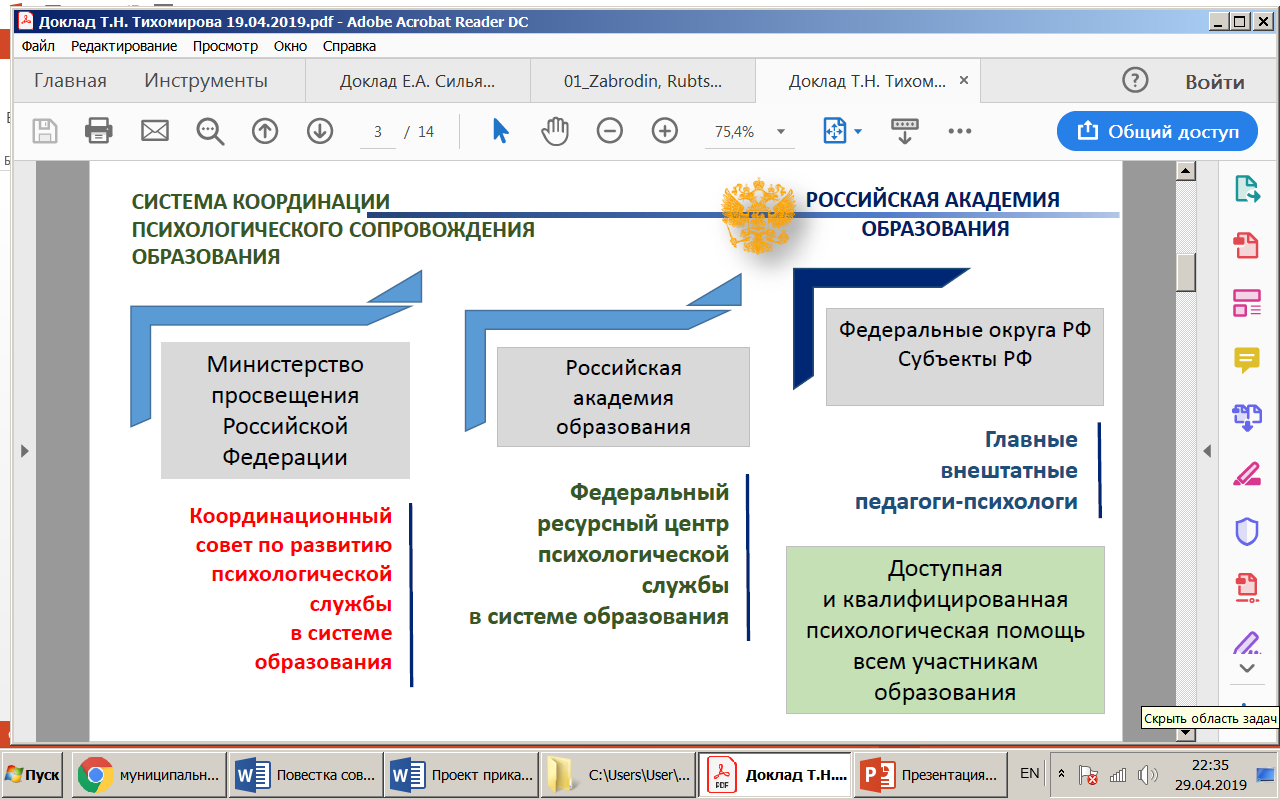 Доклад Т.Н. Тихомирова 19.04.2019.pdf - Adobe Acrobat Reader DC
Файл Редактирование Просмотр Окно Справка
Главная Инструменты Доклад Е.А. Силья... 01_Zabrodin, Rubts... Доклад Т.Н. Тихом... × Войти
3 / 14 75,4% Общий доступ
СИСТЕМА КООРДИНАЦИИ
ПСИХОЛОГИЧЕСКОГО СОПРОВОЖДЕНИЯ
ОБРАЗОВАНИЯ
РОССИЙСКАЯ АКАДЕМИЯ
ОБРАЗОВАНИЯ
Министерство
просвещения
Российской
Федерации
Координационный
совет по развитию
психологической
службы
в системе
образования
Российская
академия
образования
Федеральный
ресурсный центр
психологической
службы
в системе образования
Федеральные округа РФ
Субъекты РФ
Главные
внештатные
педагоги-психологи
Доступная
и квалифицированная
психологическая помощь
всем участникам
образования
Скрыть область задач
Пуск муниципальн... Повестка сов... Проект прика... C:\Users\User\... Доклад Т.Н.... Презентация... EN 22:35
29.04.2019